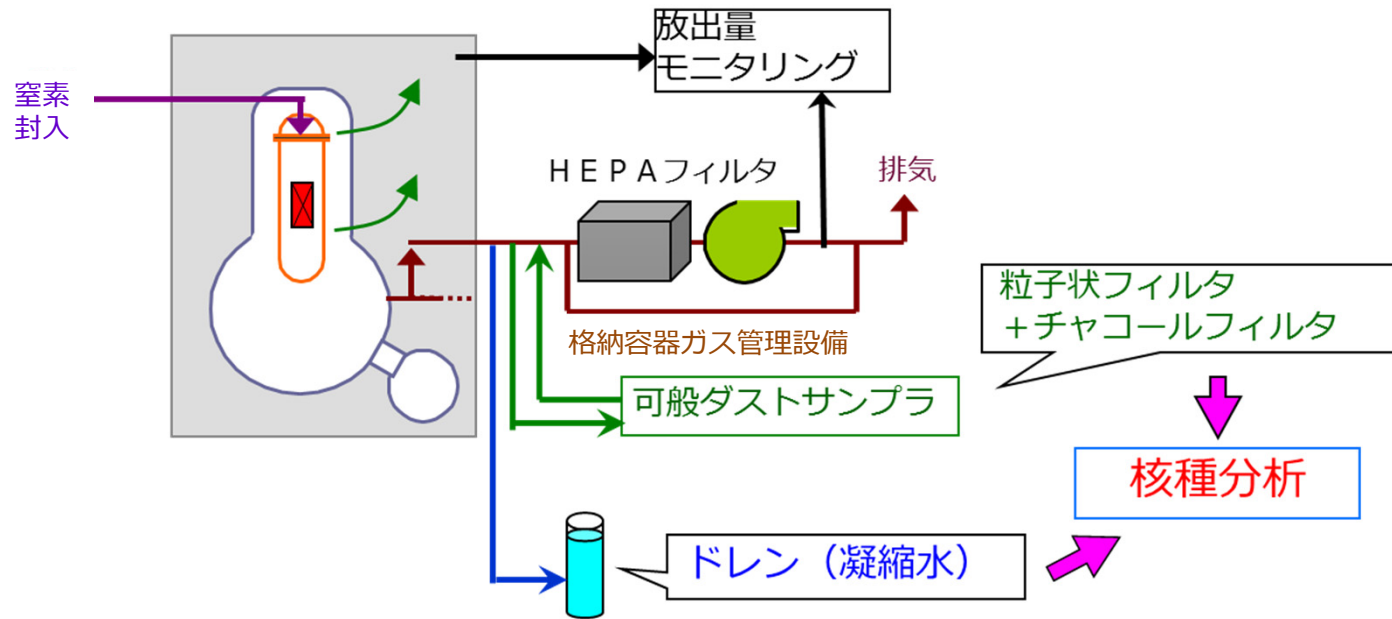 放出量
モニタリング
窒素
封入
ＨＥＰＡフィルタ
排気
粒子状フィルタ
＋チャコールフィルタ
格納容器ガス管理設備
可般ダストサンプラ
核種分析
ドレン（凝縮水）